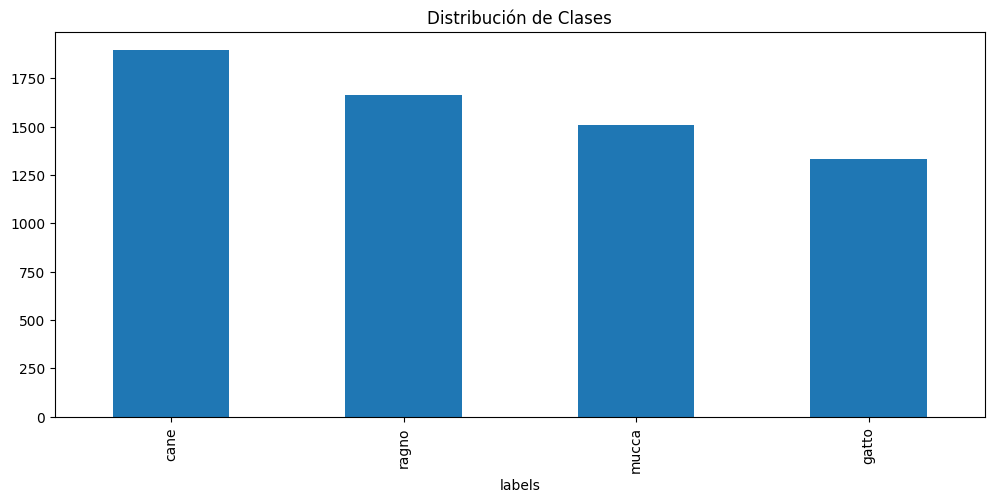 Distribución de Clases
1750
1500
1250
1000
750
500
250
0
cane
ragno
mucca
gatto
labels